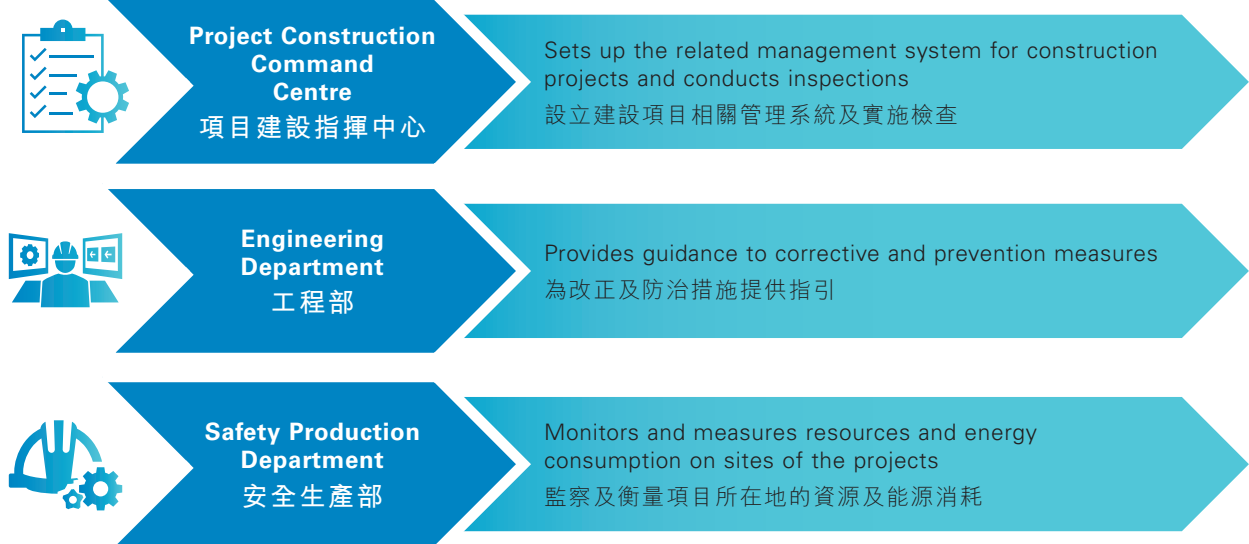 Project Construction
Command
Centre
項目建設指揮中心
Sets up the related management system for construction
projects and conducts inspections
設立建設項目相關管理系統及實施檢查
Engineering
Department
工程部
Provides guidance to corrective and prevention measures
為改正及防治措施提供指引
Safety Production
Department
安全生產部
Monitors and measures resources and energy
consumption on sites of the projects
監察及衡量項目所在地的資源及能源消耗